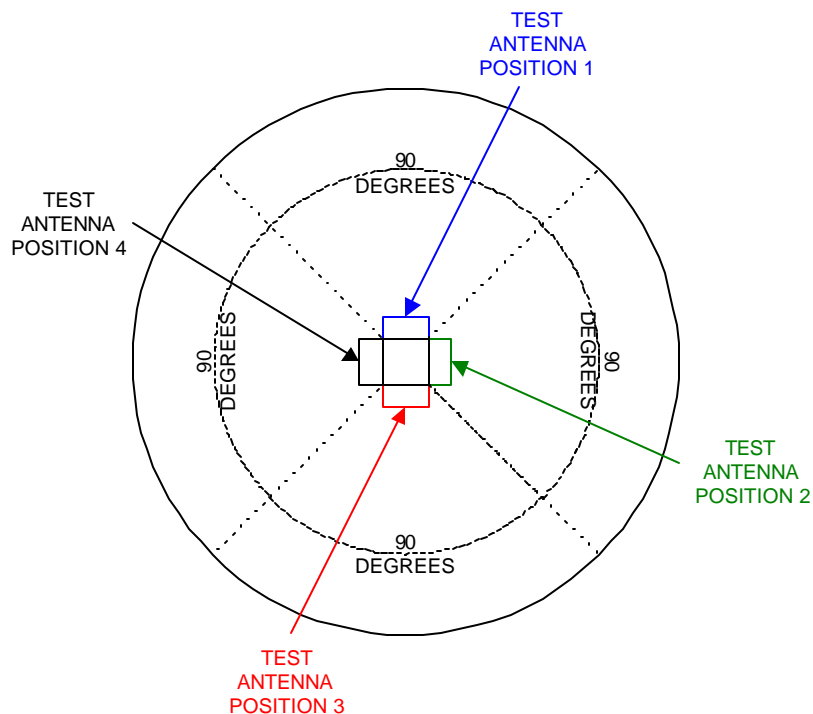 TEST
ANTENNA
POSITION 1
90
DEGREES
TEST
ANTENNA
POSITION 4
90
DEGREES
90
DEGREES
TEST
ANTENNA
POSITION 2
90
DEGREES
TEST
ANTENNA
POSITION 3